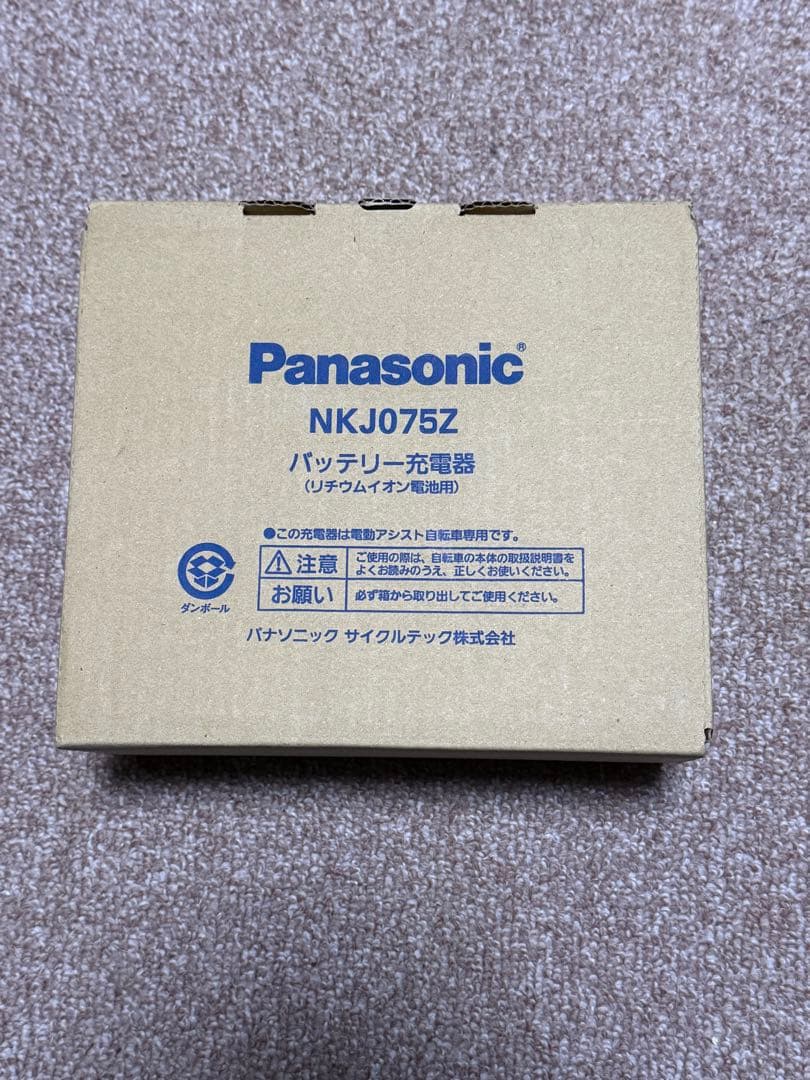 Panasonic®
NKJ075Z
バッテリー充電器
(リチウムイオン電池用)
●この充電器は電動アシスト自転車専用です。
注意
ご使用の際は、自転車の本体の取扱説明書を
よくお読みのうえ、正しくお使いください。
お願い
必ず箱から取り出してご使用ください。
ダンボール
パナソニック サイクルテック株式会社